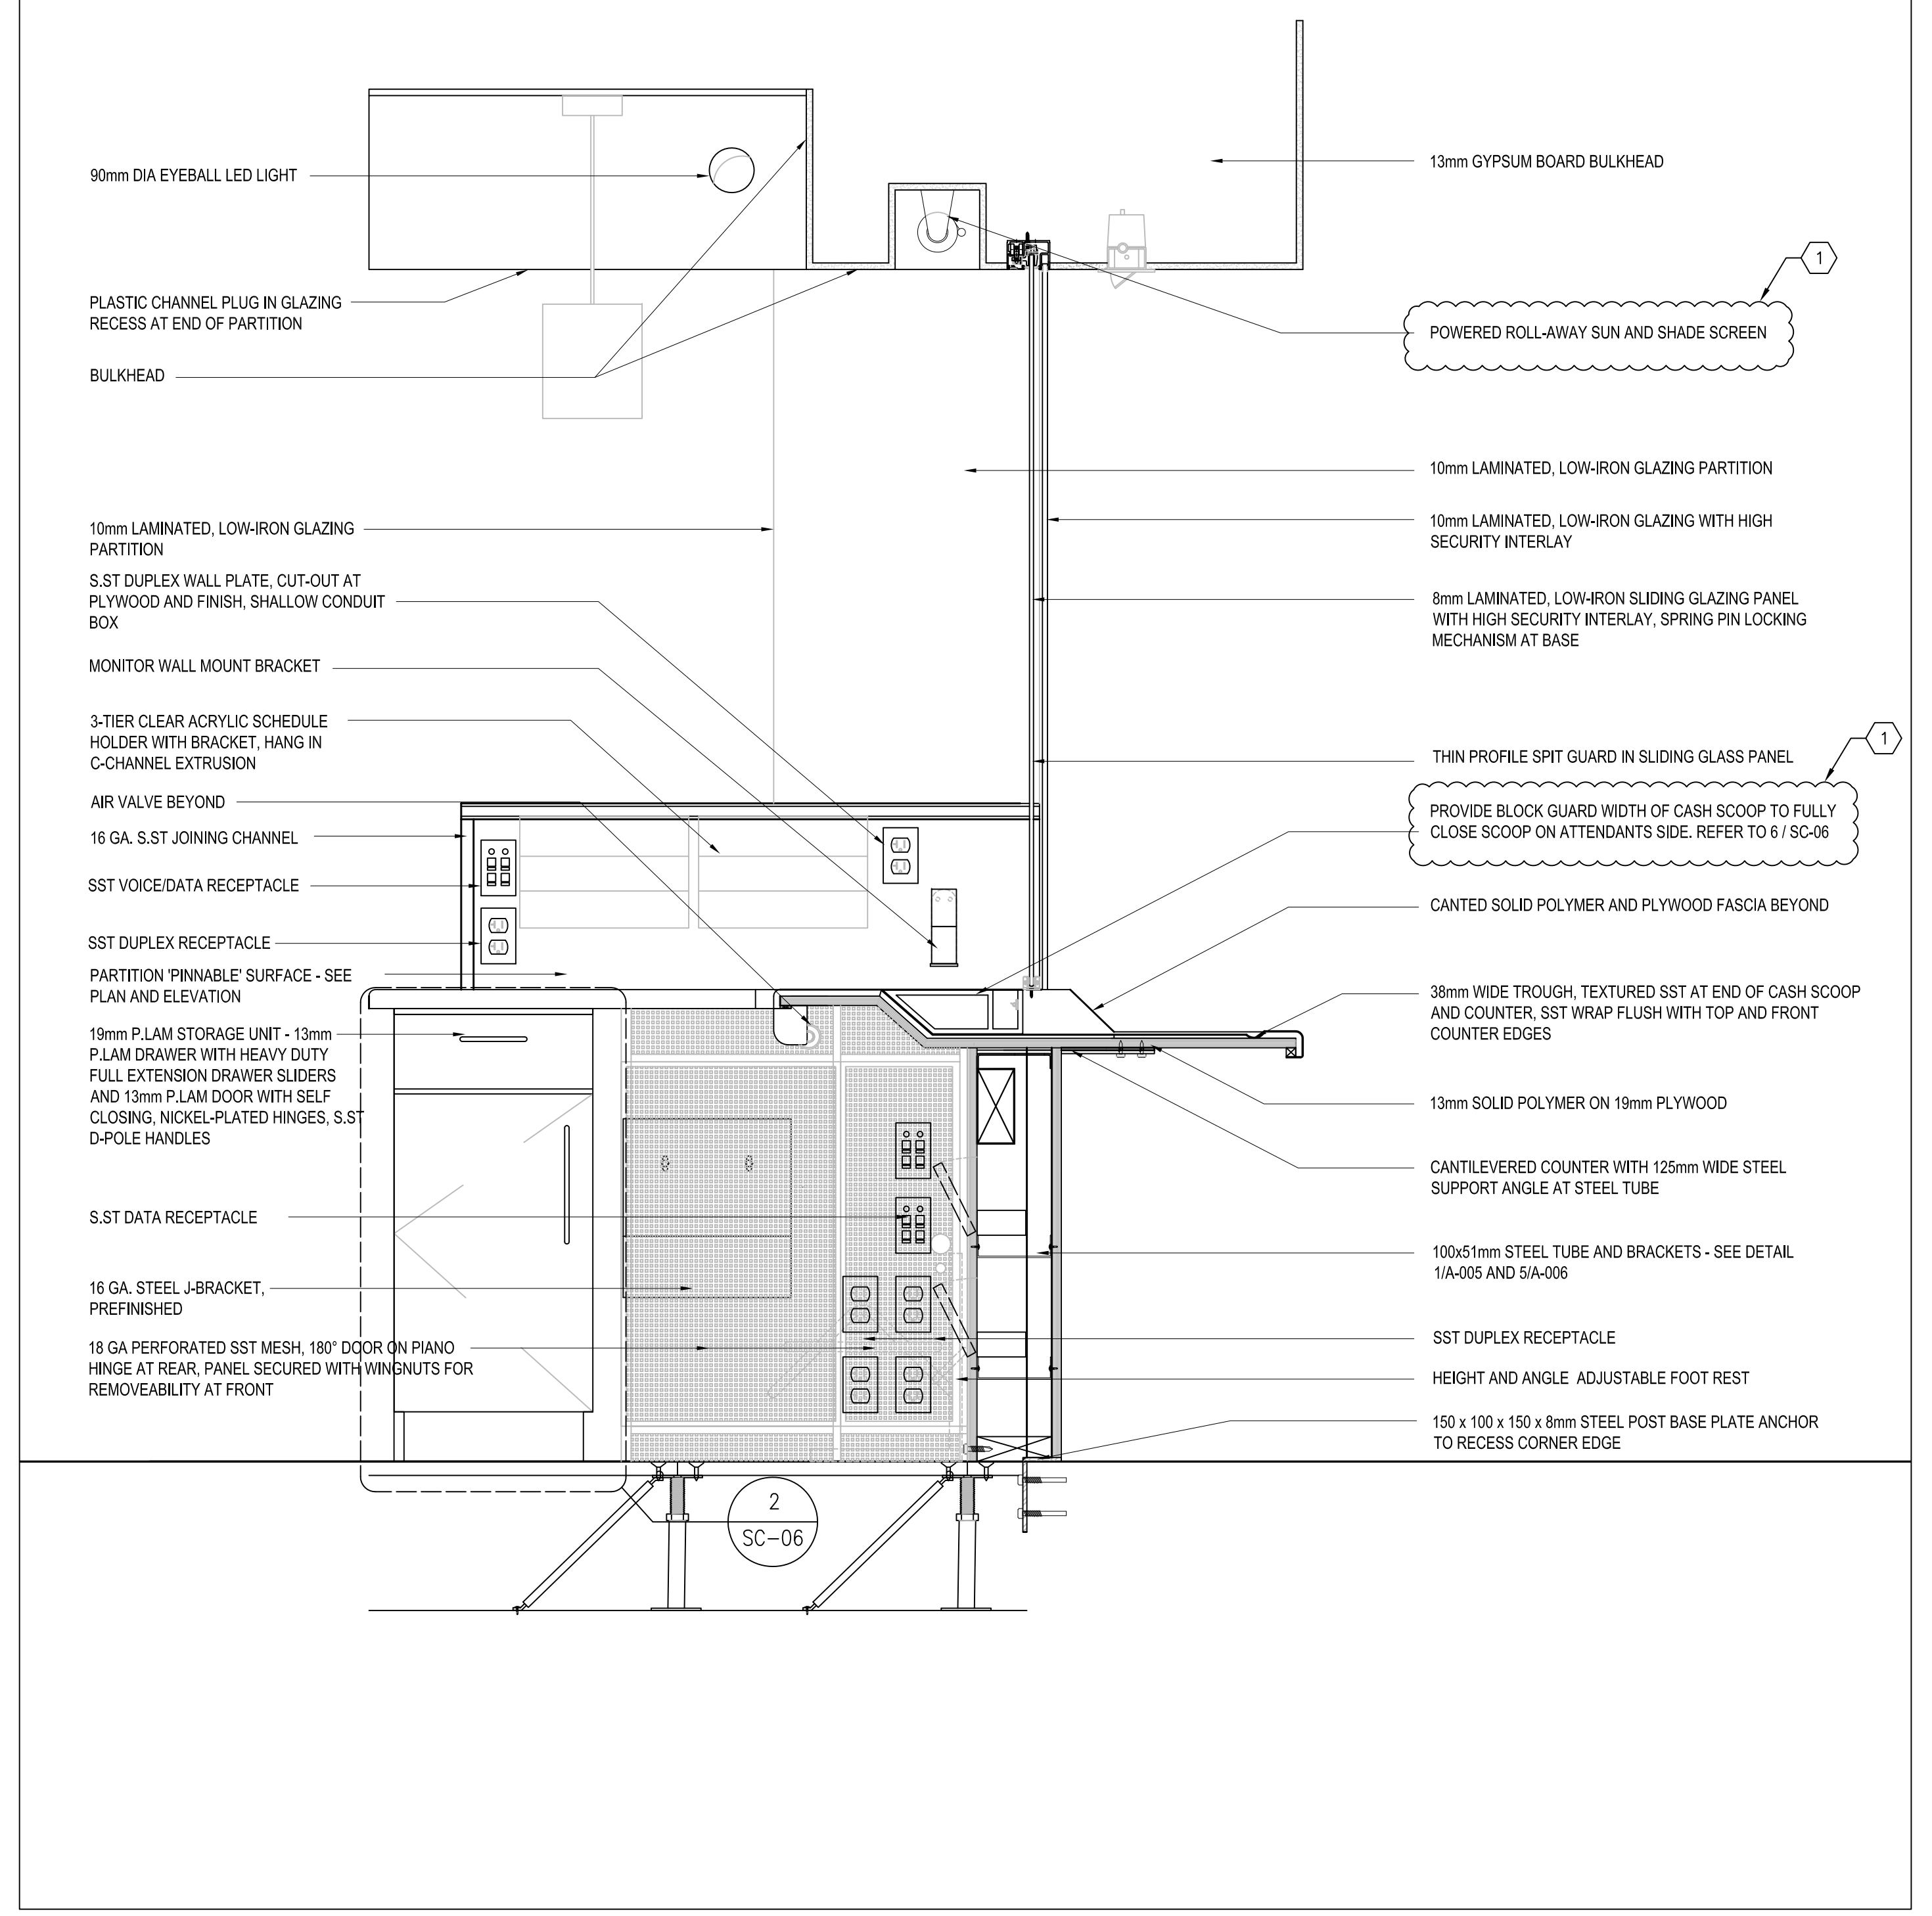 90mm DIA EYEBALL LED LIGHT
PLASTIC CHANNEL PLUG IN GLAZING
RECESS AT END OF PARTITION
BULKHEAD
10mm LAMINATED, LOW-IRON GLAZING
PARTITION
S.ST DUPLEX WALL PLATE, CUT-OUT AT
PLYWOOD AND FINISH, SHALLOW CONDUIT
BOX
MONITOR WALL MOUNT BRACKET
3-TIER CLEAR ACRYLIC SCHEDULE
HOLDER WITH BRACKET, HANG IN
C-CHANNEL EXTRUSION
AIR VALVE BEYOND
16 GA. S.ST JOINING CHANNEL
SST VOICE/DATA RECEPTACLE
SST DUPLEX RECEPTACLE
PARTITION 'PINNABLE' SURFACE - SEE
PLAN AND ELEVATION
19mm P.LAM STORAGE UNIT - 13mm
P.LAM DRAWER WITH HEAVY DUTY
FULL EXTENSION DRAWER SLIDERS
AND 13mm P.LAM DOOR WITH SELF
CLOSING, NICKEL-PLATED HINGES, S.ST
D-POLE HANDLES
S.ST DATA RECEPTACLE
16 GA. STEEL J-BRACKET,
PREFINISHED
18 GA PERFORATED SST MESH, 180° DOOR ON PIANO
HINGE AT REAR, PANEL SECURED WITH WINGNUTS FOR
REMOVEABILITY AT FRONT
2
SC-06
13mm GYPSUM BOARD BULKHEAD
1
POWERED ROLL-AWAY SUN AND SHADE SCREEN
10mm LAMINATED, LOW-IRON GLAZING PARTITION
10mm LAMINATED, LOW-IRON GLAZING WITH HIGH
SECURITY INTERLAY
8mm LAMINATED, LOW-IRON SLIDING GLAZING PANEL
WITH HIGH SECURITY INTERLAY, SPRING PIN LOCKING
MECHANISM AT BASE
THIN PROFILE SPIT GUARD IN SLIDING GLASS PANEL
1
PROVIDE BLOCK GUARD WIDTH OF CASH SCOOP TO FULLY
CLOSE SCOOP ON ATTENDANTS SIDE. REFER TO 6 / SC-06
CANTED SOLID POLYMER AND PLYWOOD FASCIA BEYOND
38mm WIDE TROUGH, TEXTURED SST AT END OF CASH SCOOP
AND COUNTER, SST WRAP FLUSH WITH TOP AND FRONT
COUNTER EDGES
13mm SOLID POLYMER ON 19mm PLYWOOD
CANTILEVERED COUNTER WITH 125mm WIDE STEEL
SUPPORT ANGLE AT STEEL TUBE
100x51mm STEEL TUBE AND BRACKETS - SEE DETAIL
1/A-005 AND 5/A-006
SST DUPLEX RECEPTACLE
HEIGHT AND ANGLE ADJUSTABLE FOOT REST
150 x 100 x 150 x 8mm STEEL POST BASE PLATE ANCHOR
TO RECESS CORNER EDGE